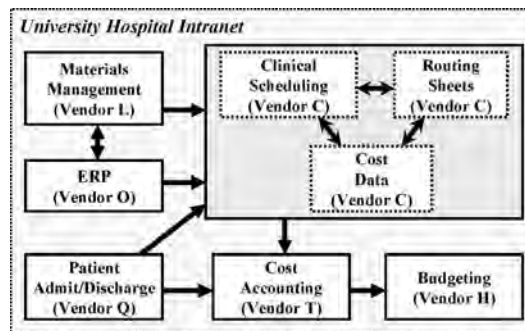 University Hospital Intranet
Materials
Management
(Vendor L)
Clinical
Scheduling
(Vendor C)
Routing
Sheets
(Vendor C)
Cost
Data
(Vendor C)
ERP
(Vendor O)
Patient
Admit/Discharge
(Vendor Q)
Cost
Accounting
(Vendor T)
Budgeting
(Vendor H)